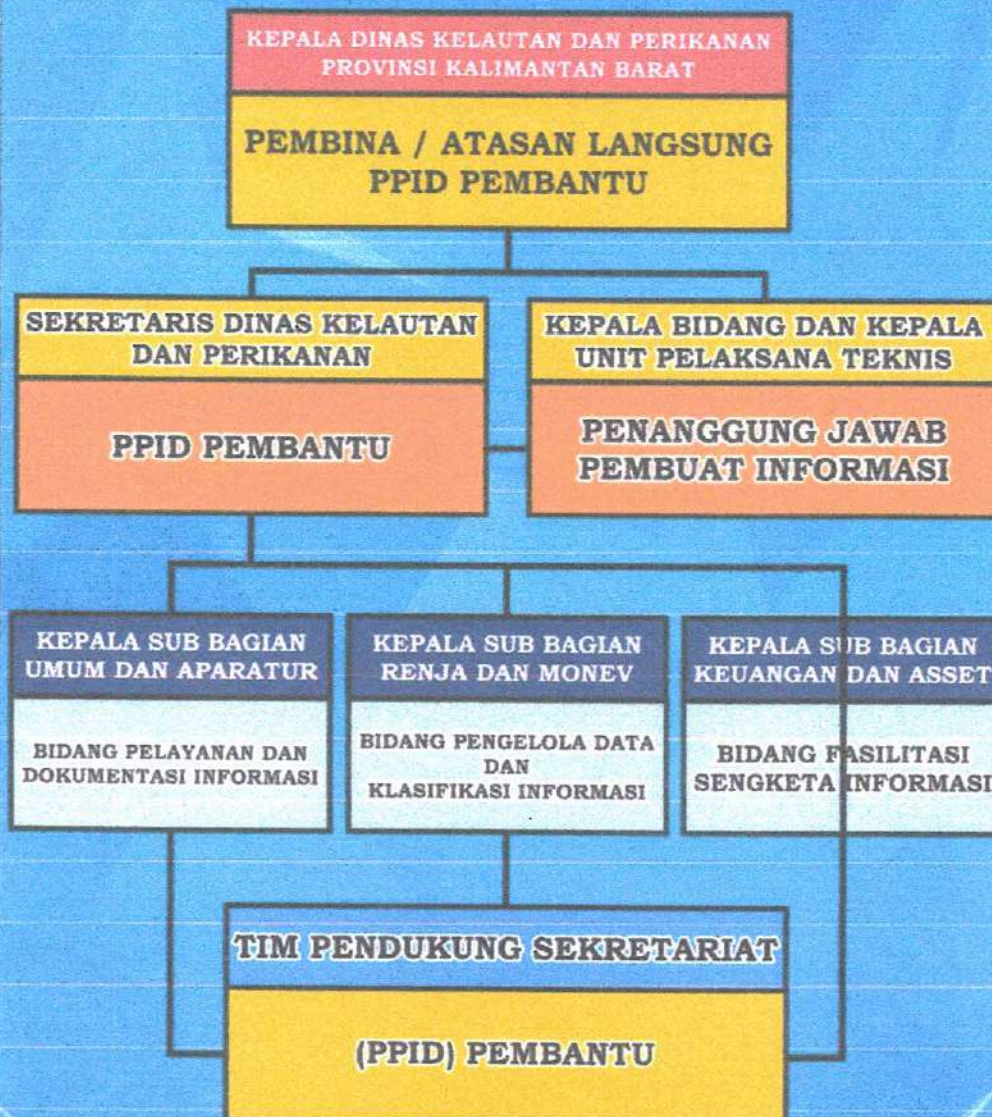 KEPALA DINAS KELAUTAN DAN PERIKANAN
PROVINSI KALIMANTAN BARAT
PEMBINA / ATASAN LANGSUNG
PPID PEMBANTU
SEKRETARIS DINAS KELAUTAN
DAN PERIKANAN
PPID PEMBANTU
KEPALA BIDANG DAN KEPALA
UNIT PELAKSANA TEKNIS
PENANGGUNG JAWAB
PEMBUAT INFORMASI
KEPALA SUB BAGIAN
UMUM DAN APARATUR
BIDANG PELAYANAN DAN
DOKUMENTASI INFORMASI
KEPALA SUB BAGIAN
RENJA DAN MONEV
BIDANG PENGELOLA DATA
DAN
KLASIFIKASI INFORMASI
KEPALA SUB BAGIAN
KEUANGAN DAN ASSET
BIDANG FASILITASI
SENGKETA INFORMASI
TIM PENDUKUNG SEKRETARIAT
(PPID) PEMBANTU